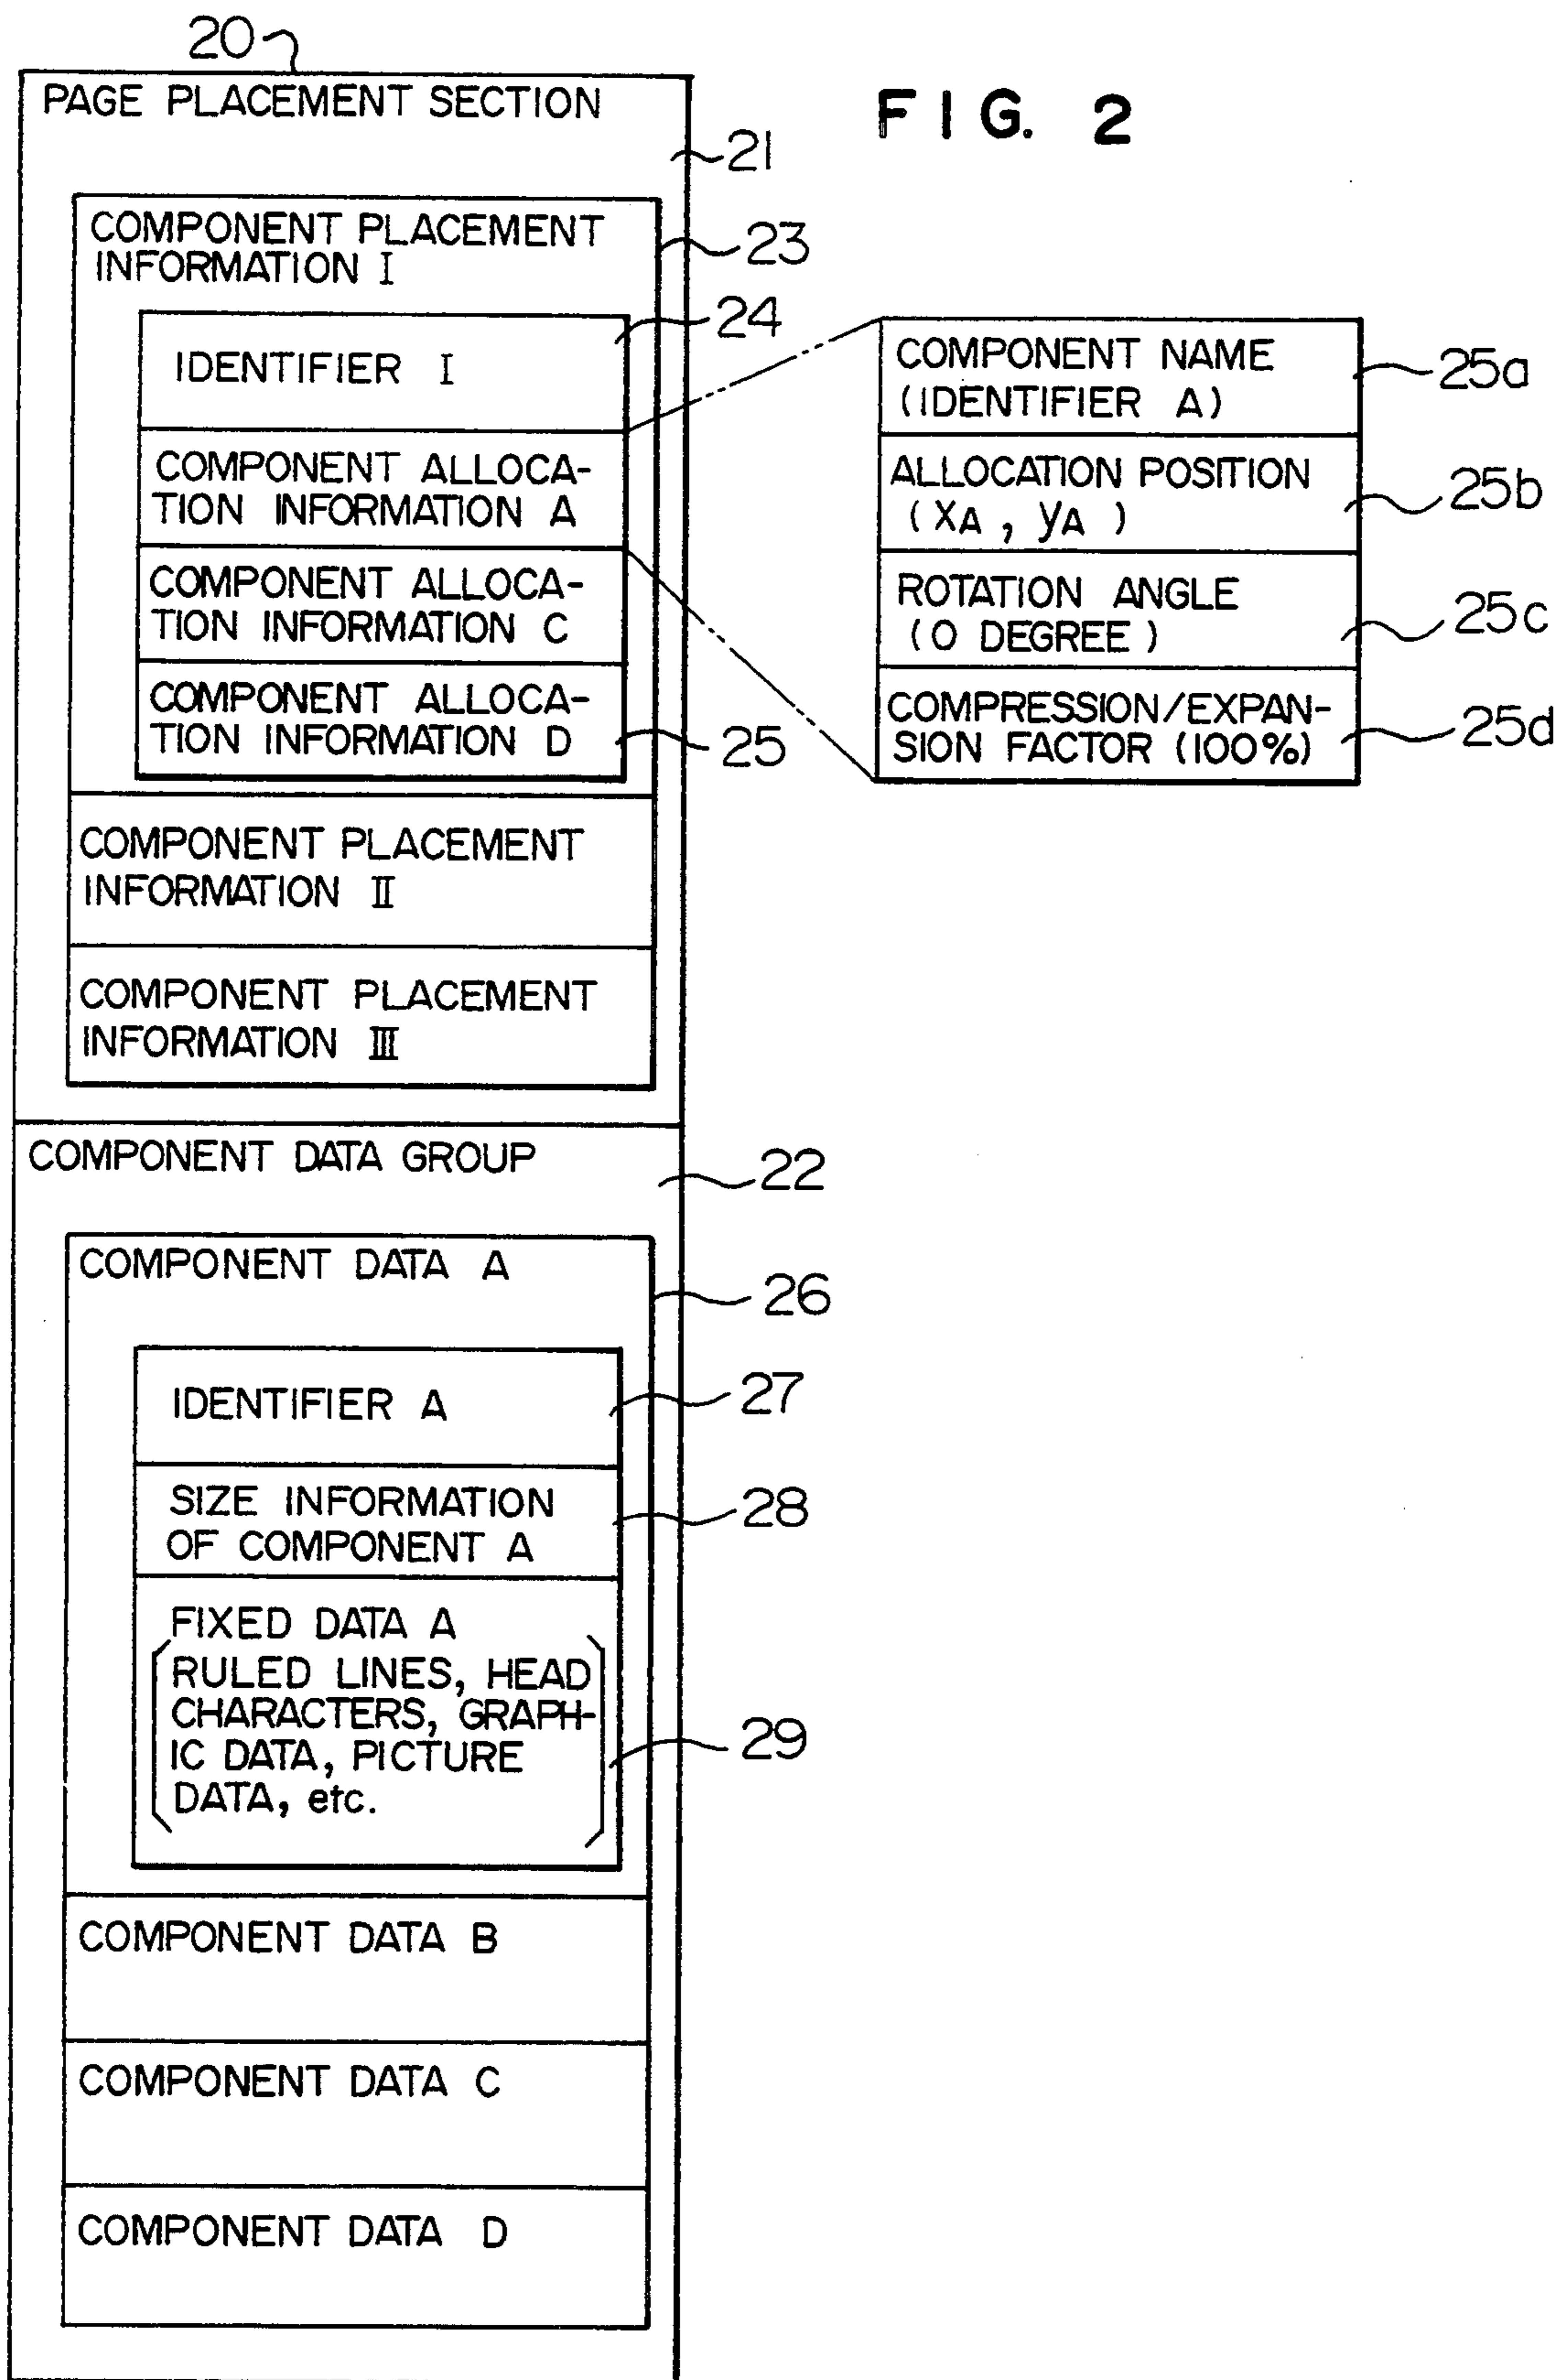 20
PAGE PLACEMENT SECTION
FIG. 2
21
COMPONENT PLACEMENT
INFORMATION I
23
24
IDENTIFIER I
COMPONENT ALLOCA-
TION INFORMATION A
COMPONENT ALLOCA-
TION INFORMATION C
COMPONENT ALLOCA-
TION INFORMATION D
25
COMPONENT NAME
(IDENTIFIER A)
25a
ALLOCATION POSITION
(XA, YA)
25b
ROTATION ANGLE
(0 DEGREE)
25c
COMPRESSION/EXPAN-
SION FACTOR (100%)
25d
COMPONENT PLACEMENT
INFORMATION II
COMPONENT PLACEMENT
INFORMATION III
COMPONENT DATA GROUP
22
COMPONENT DATA A
26
IDENTIFIER A
27
SIZE INFORMATION
OF COMPONENT A
28
FIXED DATA A
RULED LINES, HEAD
CHARACTERS, GRAPH-
IC DATA, PICTURE
DATA, etc.
29
COMPONENT DATA B
COMPONENT DATA C
COMPONENT DATA D